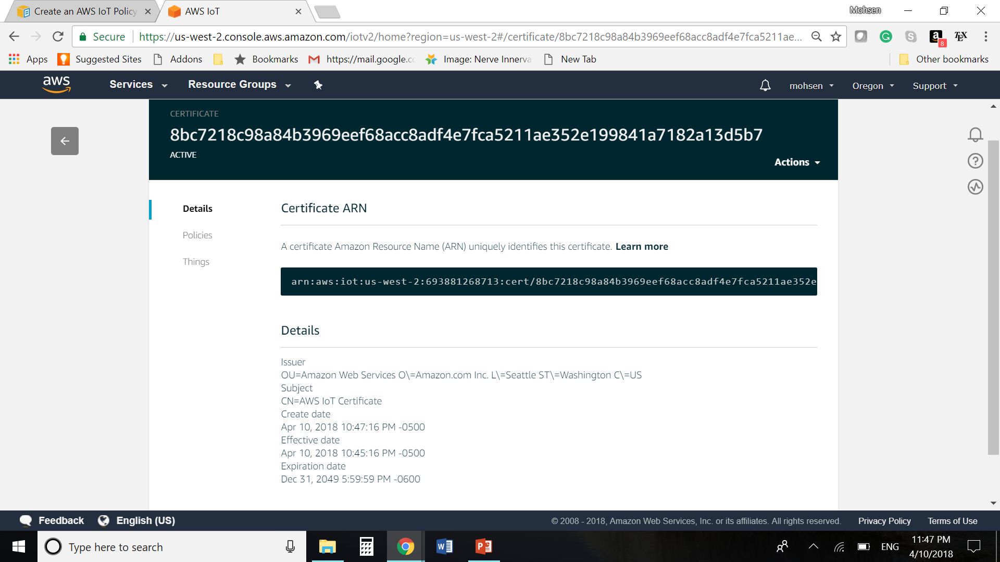 Create an AWS IoT Policy
AWS IoT
Mohsen
Secure
https://us-west-2.console.aws.amazon.com/iotv2/home?region=us-west-2#/certificate/8bc7218c98a84b3969eef68acc8adf4e7fca5211ae...
8
TEX
Apps
Suggested Sites
Addons
Bookmarks
https://mail.google.co
Image: Nerve Innerva
New Tab
Other bookmarks
aws
Services
Resource Groups
mohsen
Oregon
Support
CERTIFICATE
8bc7218c98a84b3969eef68acc8adf4e7fca5211ae352e199841a7182a13d5b7
ACTIVE
Actions
Details
Policies
Things
Certificate ARN
A certificate Amazon Resource Name (ARN) uniquely identifies this certificate. Learn more
arn:aws:iot:us-west-2:693881268713:cert/8bc7218c98a84b3969eef68acc8adf4e7fca5211ae352e
Details
Issuer
OU=Amazon Web Services O\=Amazon.com Inc. L\=Seattle ST\=Washington C\=US
Subject
CN=AWS IoT Certificate
Create date
Apr 10, 2018 10:47:16 PM -0500
Effective date
Apr 10, 2018 10:45:16 PM -0500
Expiration date
Dec 31, 2049 5:59:59 PM -0600
Feedback
English (US)
© 2008 - 2018, Amazon Web Services, Inc. or its affiliates. All rights reserved.
Privacy Policy
Terms of Use
Type here to search
ENG
11:47 PM
4/10/2018